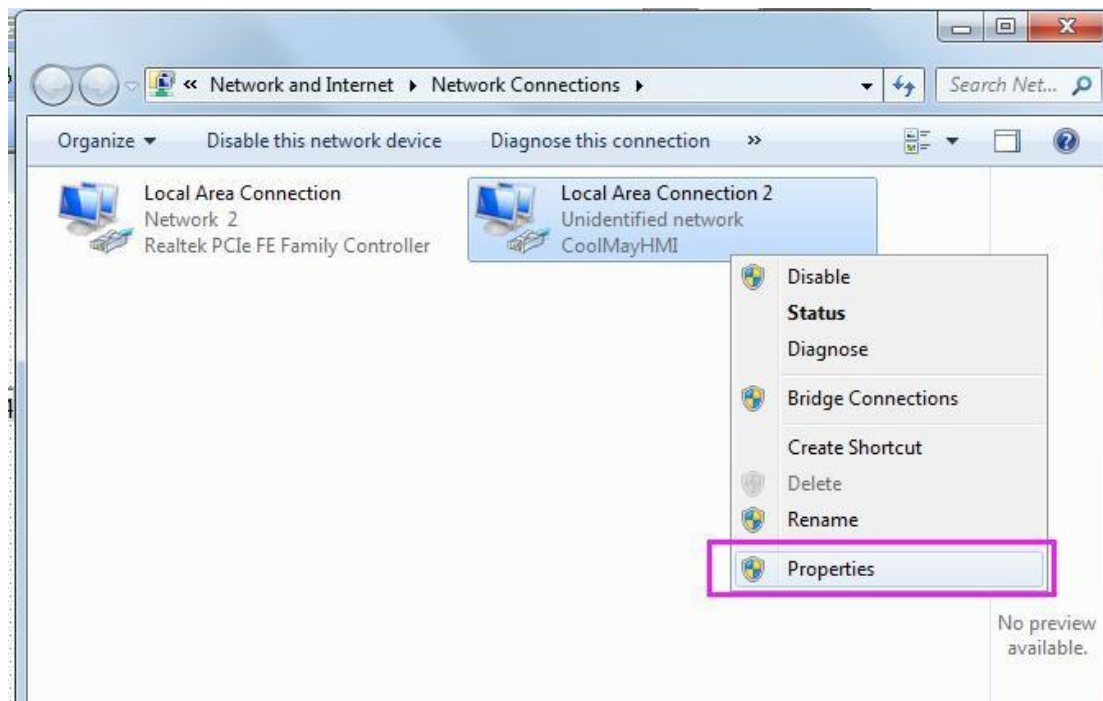 « Network and Internet ▸ Network Connections ▸
Search Net...
Organize ▾ Disable this network device Diagnose this connection »
Local Area Connection
Network 2
Realtek PCIe FE Family Controller
Local Area Connection 2
Unidentified network
CoolMayHMI
Disable
Status
Diagnose
Bridge Connections
Create Shortcut
Delete
Rename
Properties
No preview
available.